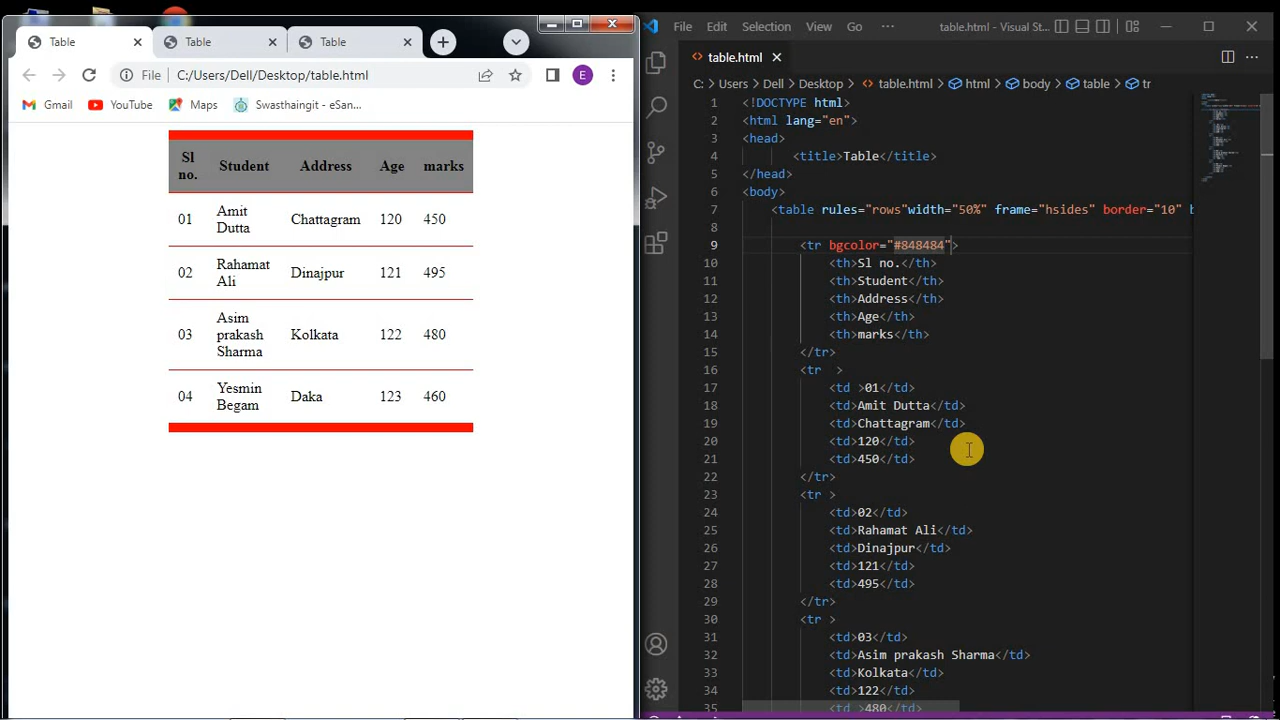 Table
Table
Table
File C:/Users/Dell/Desktop/table.html
E
Gmail YouTube Maps Swasthaingit - eSan...
Sl no. Student Address Age marks
01 Amit Dutta Chattagram 120 450
02 Rahamat Ali Dinajpur 121 495
03 Asim prakash Sharma Kolkata 122 480
04 Yesmin Begam Daka 123 460
File Edit Selection View Go ··· table.html - Visual St...
table.html
C: > Users > Dell > Desktop > table.html > html > body > table > tr
1 <!DOCTYPE html>
2 <html lang="en">
3 <head>
4 <title>Table</title>
5 </head>
6 <body>
7 <table rules="rows"width="50%" frame="hsides" border="10" b
8
9 <tr bgcolor="#848484">
10 <th>Sl no.</th>
11 <th>Student</th>
12 <th>Address</th>
13 <th>Age</th>
14 <th>marks</th>
15 </tr>
16 <tr  >
17 <td >01</td>
18 <td>Amit Dutta</td>
19 <td>Chattagram</td>
20 <td>120</td>
21 <td>450</td>
22 </tr>
23 <tr >
24 <td>02</td>
25 <td>Rahamat Ali</td>
26 <td>Dinajpur</td>
27 <td>121</td>
28 <td>495</td>
29 </tr>
30 <tr >
31 <td>03</td>
32 <td>Asim prakash Sharma</td>
33 <td>Kolkata</td>
34 <td>122</td>
35 <td >480</td>